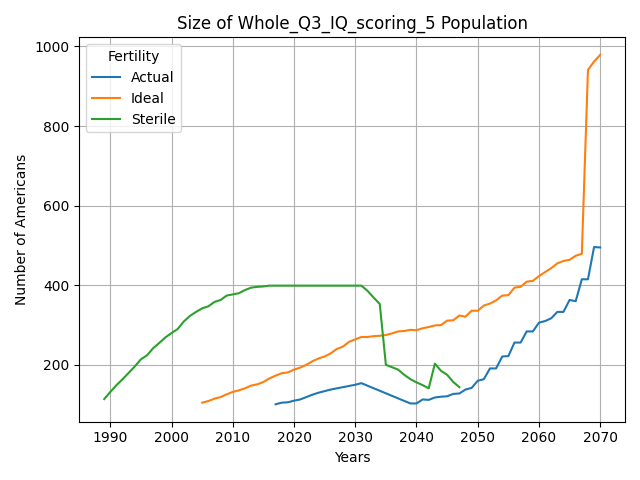 Size of Whole_Q3_IQ_scoring_5 Population
Fertility
Actual
Ideal
Sterile
Number of Americans
1000
800
600
400
200
1990 2000 2010 2020 2030 2040 2050 2060 2070
Years